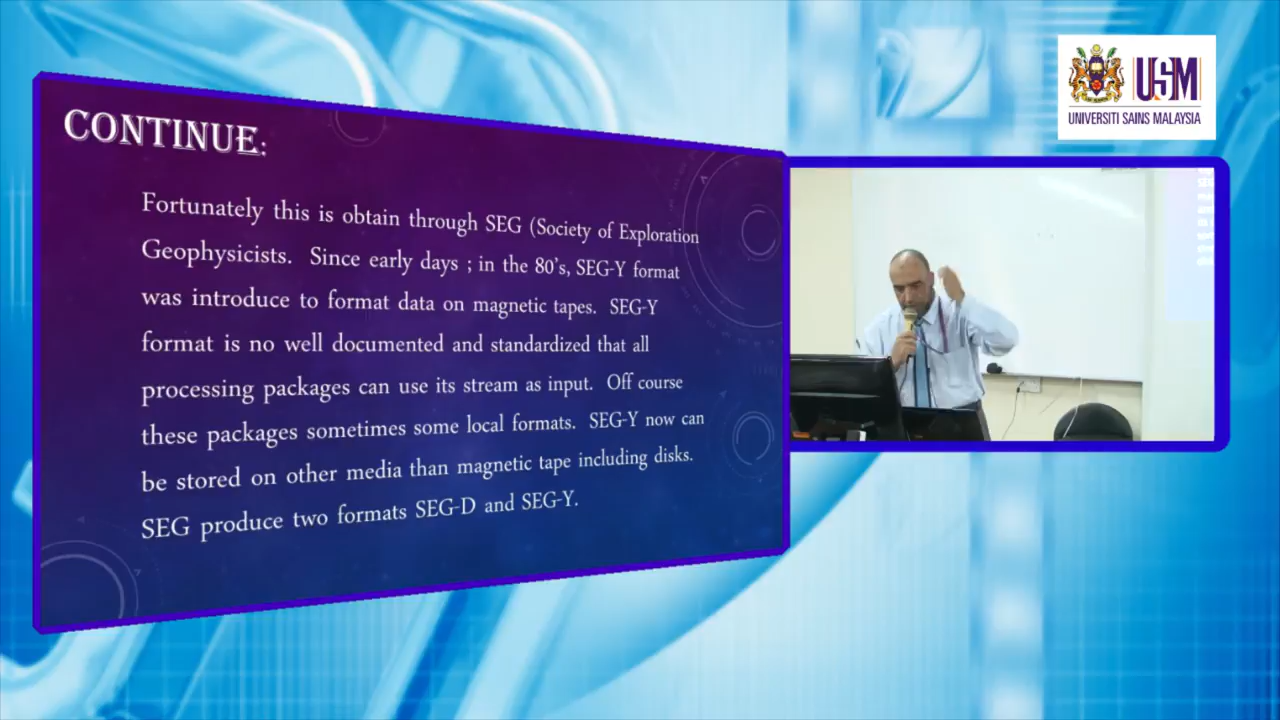 CONTINUE:
Fortunately this is obtain through SEG (Society of Exploration
Geophysicists. Since early days ; in the 80's, SEG-Y format
was introduce to format data on magnetic tapes. SEG-Y
format is no well documented and standardized that all
processing packages can use its stream as input. Off course
these packages sometimes some local formats. SEG-Y now can
be stored on other media than magnetic tape including disks.
SEG produce two formats SEG-D and SEG-Y.
USM
UNIVERSITI SAINS MALAYSIA